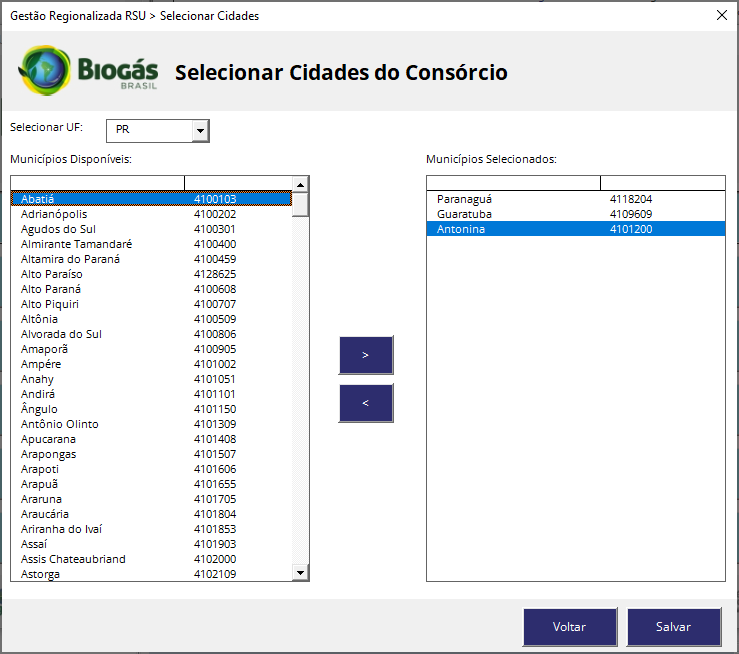 Gestão Regionalizada RSU > Selecionar Cidades
BIOGÁS
BRASIL
Selecionar Cidades do Consórcio
Selecionar UF:
PR
Municípios Disponíveis:
Abatiá 4100103
Adrianópolis 4100202
Agudos do Sul 4100301
Almirante Tamandaré 4100400
Altamira do Paraná 4100459
Alto Paraíso 4128625
Alto Paraná 4100608
Alto Piquiri 4100707
Altônia 4100509
Alvorada do Sul 4100806
Amaporã 4100905
Ampére 4101002
Anahy 4101051
Andirá 4101101
Ângulo 4101150
Antônio Olinto 4101309
Apucarana 4101408
Arapongas 4101507
Arapoti 4101606
Arapuã 4101655
Araruna 4101705
Araucária 4101804
Ariranha do Ivaí 4101853
Assaí 4101903
Assis Chateaubriand 4102000
Astorga 4102109
>
<
Municípios Selecionados:
Paranaguá 4118204
Guaratuba 4109609
Antonina 4101200
Voltar
Salvar